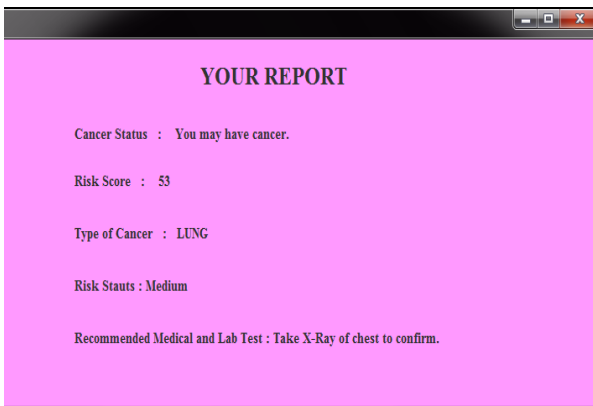 YOUR REPORT
Cancer Status : You may have cancer.
Risk Score : 53
Type of Cancer : LUNG
Risk Stauts : Medium
Recommended Medical and Lab Test : Take X-Ray of chest to confirm.